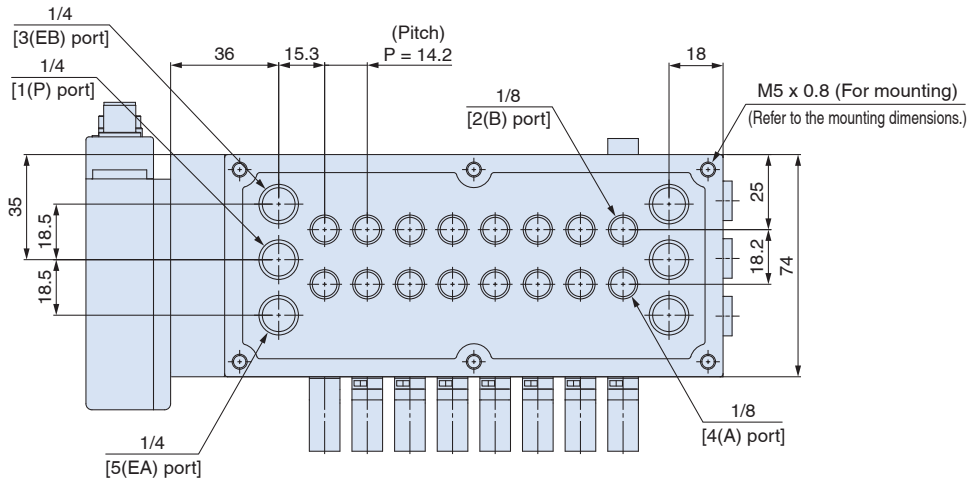 1/4
[3(EB) port]
36
15.3
(Pitch)
P = 14.2
18
1/4
[1(P) port]
1/8
[2(B) port]
M5 x 0.8 (For mounting)
(Refer to the mounting dimensions.)
35
18.5
18.5
25
18.2
74
1/4
[5(EA) port]
1/8
[4(A) port]